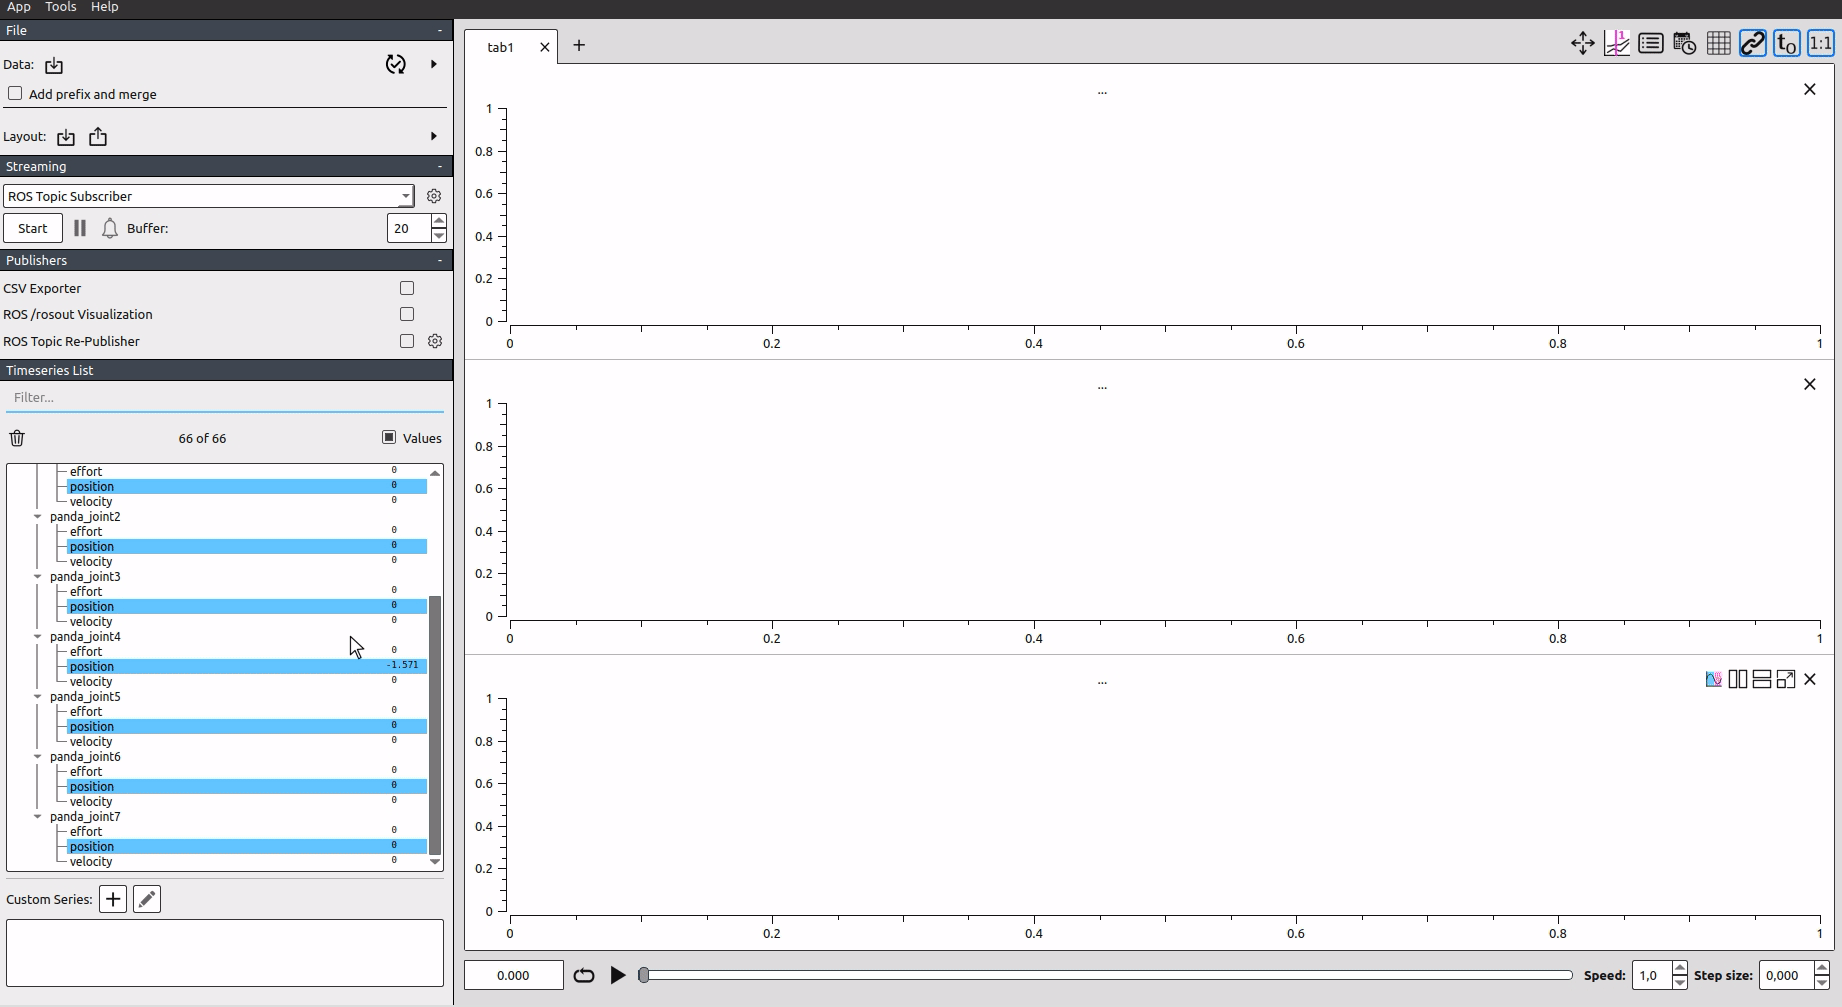 App Tools Help
File -
Data:
Add prefix and merge
Layout:
Streaming -
ROS Topic Subscriber
Start Buffer: 20
Publishers -
CSV Exporter
ROS /rosout Visualization
ROS Topic Re-Publisher
Timeseries List
Filter...
66 of 66 Values
effort 0
position 0
velocity 0
panda_joint2
effort 0
position 0
velocity 0
panda_joint3
effort 0
position 0
velocity 0
panda_joint4
effort 0
position -1.571
velocity 0
panda_joint5
effort 0
position 0
velocity 0
panda_joint6
effort 0
position 0
velocity 0
panda_joint7
effort 0
position 0
velocity 0
Custom Series:
tab1
1 t0 1:1
...
1
0.8
0.6
0.4
0.2
0
0 0.2 0.4 0.6 0.8 1
...
1
0.8
0.6
0.4
0.2
0
0 0.2 0.4 0.6 0.8 1
...
1
0.8
0.6
0.4
0.2
0
0 0.2 0.4 0.6 0.8 1
0.000 Speed: 1,0 Step size: 0,000